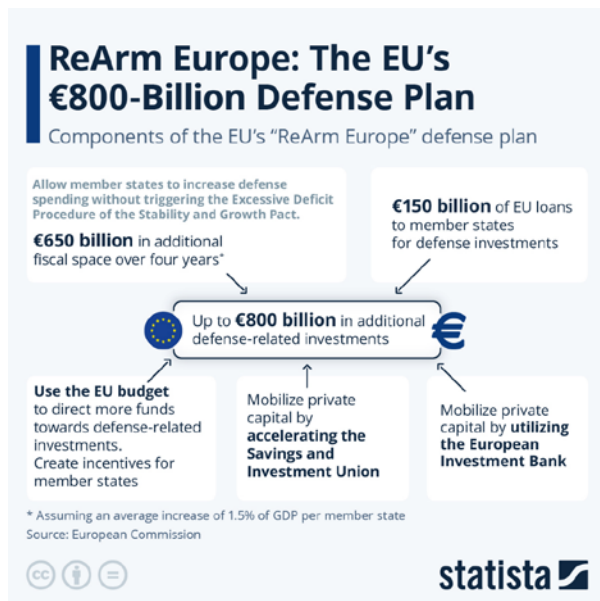 ReArm Europe: The EU's
€800-Billion Defense Plan
Components of the EU's "ReArm Europe" defense plan
Allow member states to increase defense
spending without triggering the Excessive Deficit
Procedure of the Stability and Growth Pact.
€650 billion in additional
fiscal space over four years*
€150 billion of EU loans
to member states
for defense investments
Up to €800 billion in additional
defense-related investments
€
Use the EU budget
to direct more funds
towards defense-related
investments.
Create incentives for
member states
Mobilize private
capital by
accelerating the
Savings and
Investment Union
Mobilize private
capital by utilizing
the European
Investment Bank
* Assuming an average increase of 1.5% of GDP per member state
Source: European Commission
cc
statista